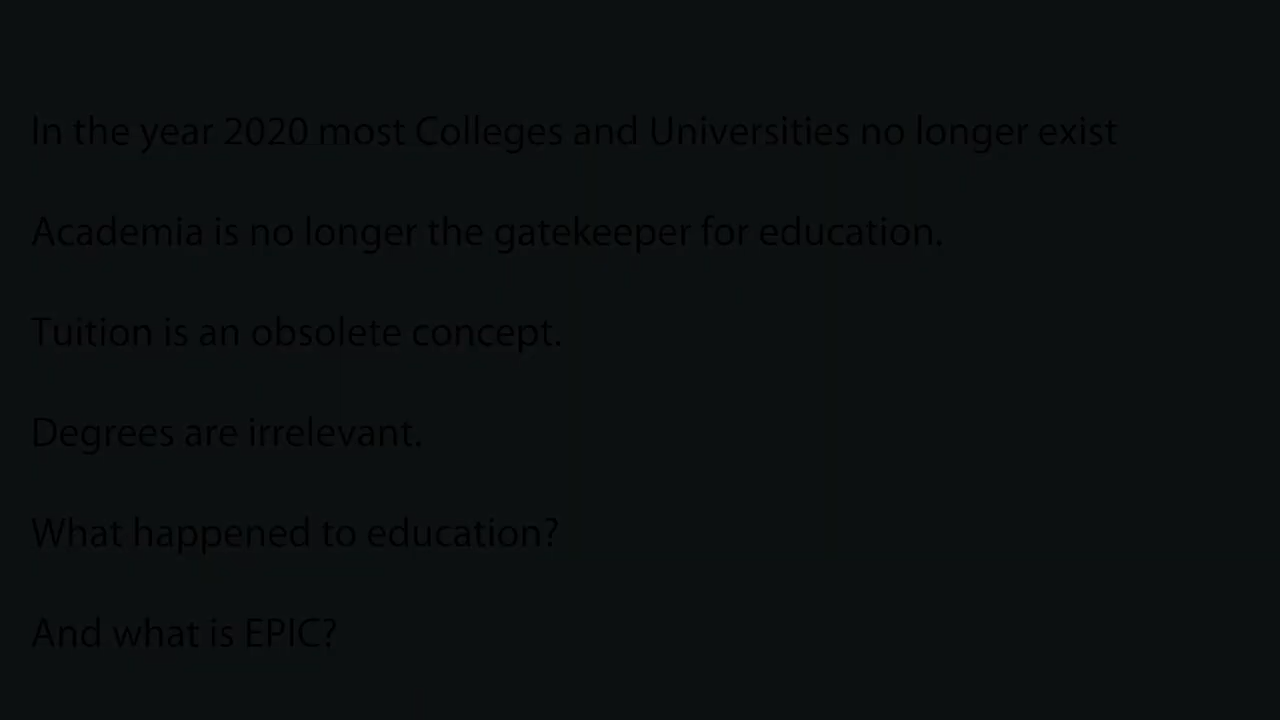 In the year 2020 most Colleges and Universities no longer exist
Academia is no longer the gatekeeper for education.
Tuition is an obsolete concept.
Degrees are irrelevant.
What happened to education?
And what is EPIC?